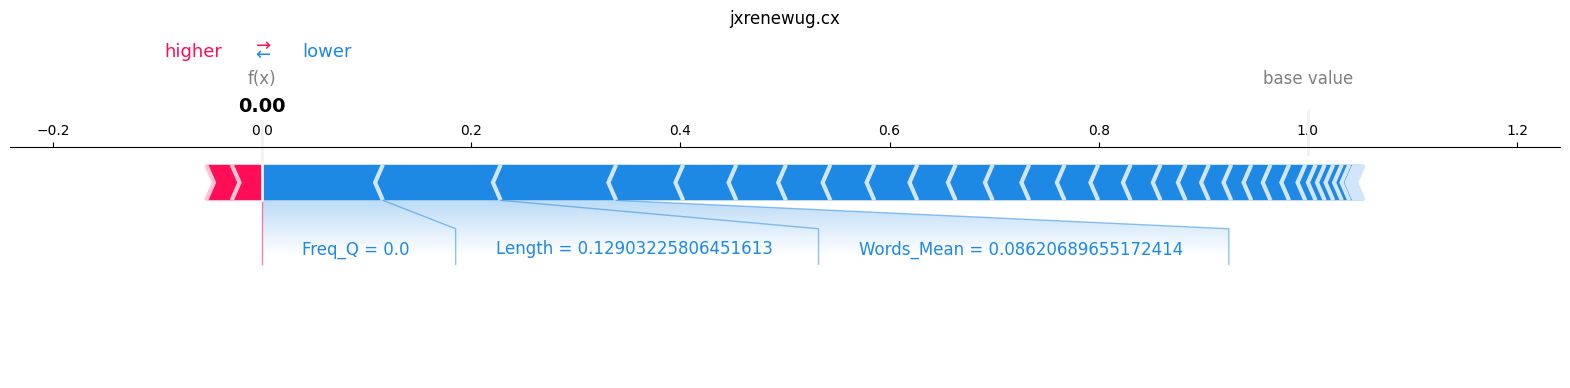 jxrenewug.cx
higher ⇄ lower
f(x)
base value
0.00
−0.2 0.0 0.2 0.4 0.6 0.8 1.0 1.2
Freq_Q = 0.0
Length = 0.12903225806451613
Words_Mean = 0.08620689655172414